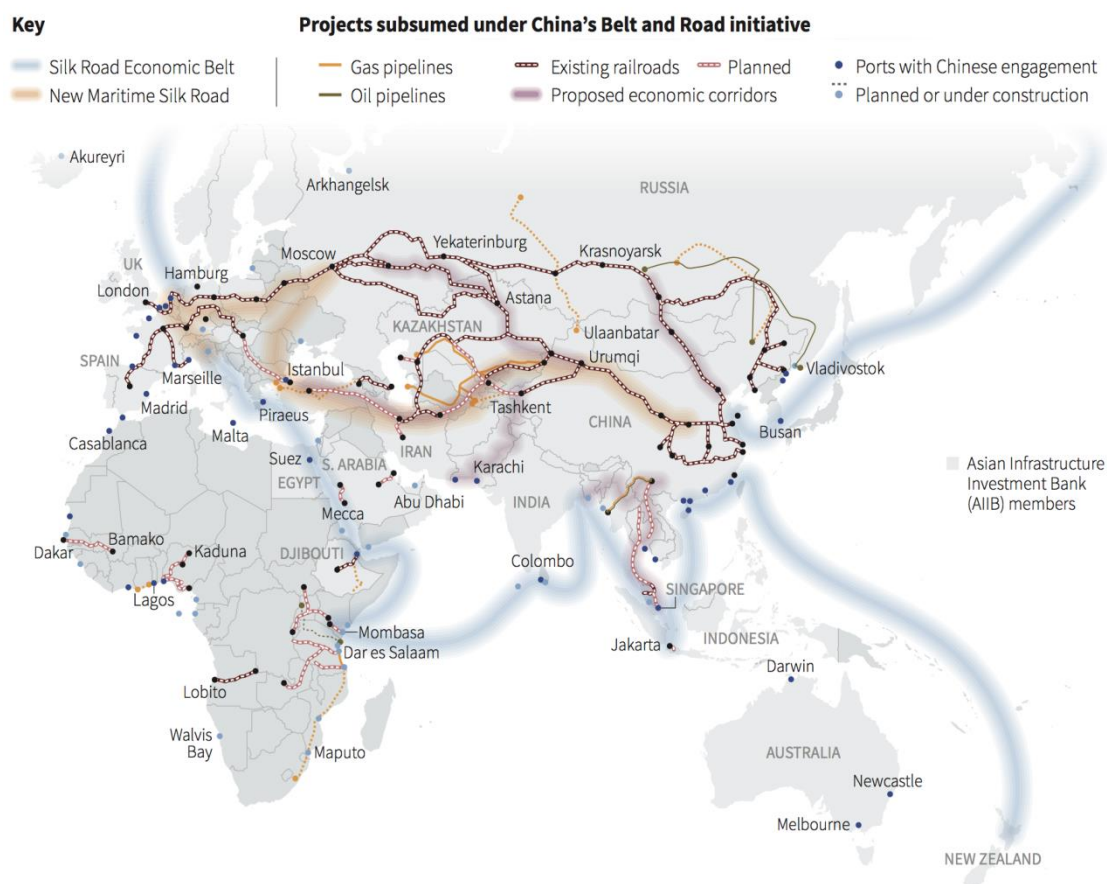 Key
Projects subsumed under China's Belt and Road initiative
Silk Road Economic Belt
New Maritime Silk Road
Gas pipelines
Oil pipelines
Existing railroads
Planned
Proposed economic corridors
Ports with Chinese engagement
Planned or under construction
Akureyri
Arkhangelsk
RUSSIA
Yekaterinburg
Krasnoyarsk
Moscow
UK
Hamburg
London
Astana
KAZAKHSTAN
Ulaanbatar
Urumqi
SPAIN
Istanbul
Marseille
Vladivostok
Madrid
Piraeus
Tashkent
Casablanca
Malta
CHINA
Busan
IRAN
Suez
S. ARABIA
Karachi
EGYPT
Abu Dhabi
INDIA
Mecca
Asian Infrastructure
Investment Bank
(AIIB) members
Dakar
Bamako
Kaduna
DJIBOUTI
Colombo
Lagos
SINGAPORE
Mombasa
Dar es Salaam
Jakarta
INDONESIA
Darwin
Lobito
Walvis
Bay
Maputo
AUSTRALIA
Newcastle
Melbourne
NEW ZEALAND